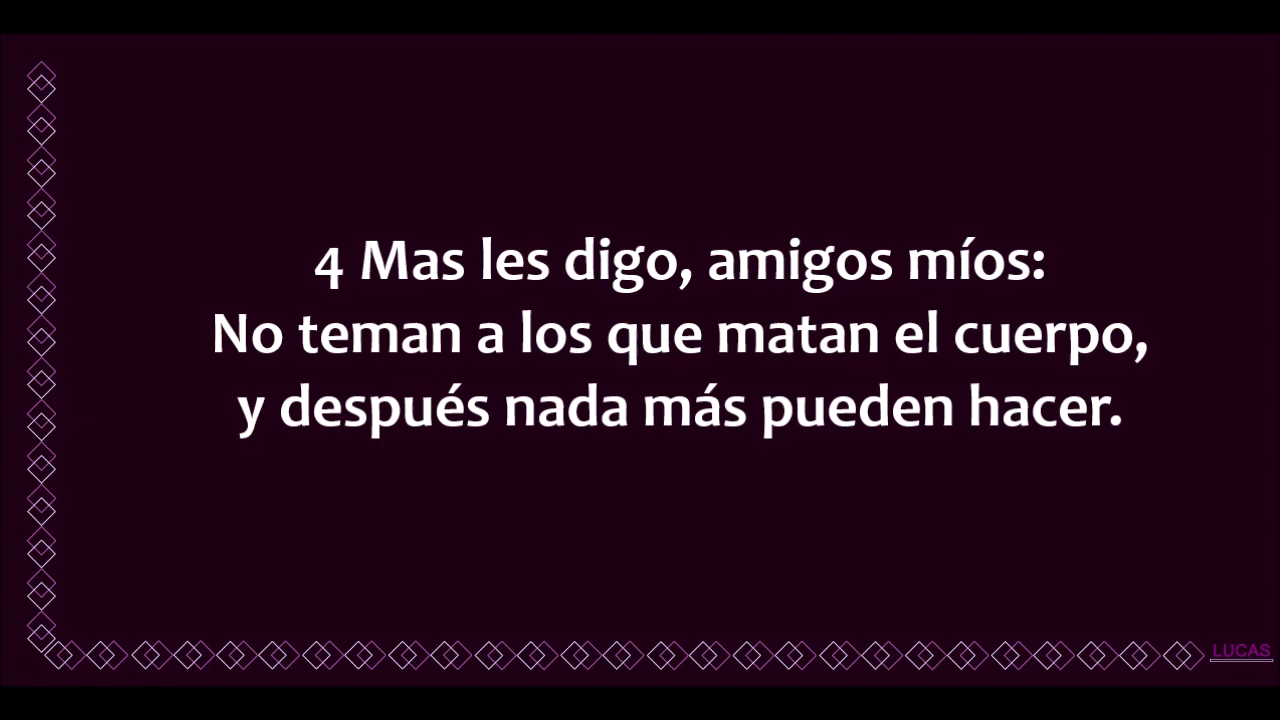 4 Mas les digo, amigos míos:
No teman a los que matan el cuerpo,
y después nada más pueden hacer.
LUCAS